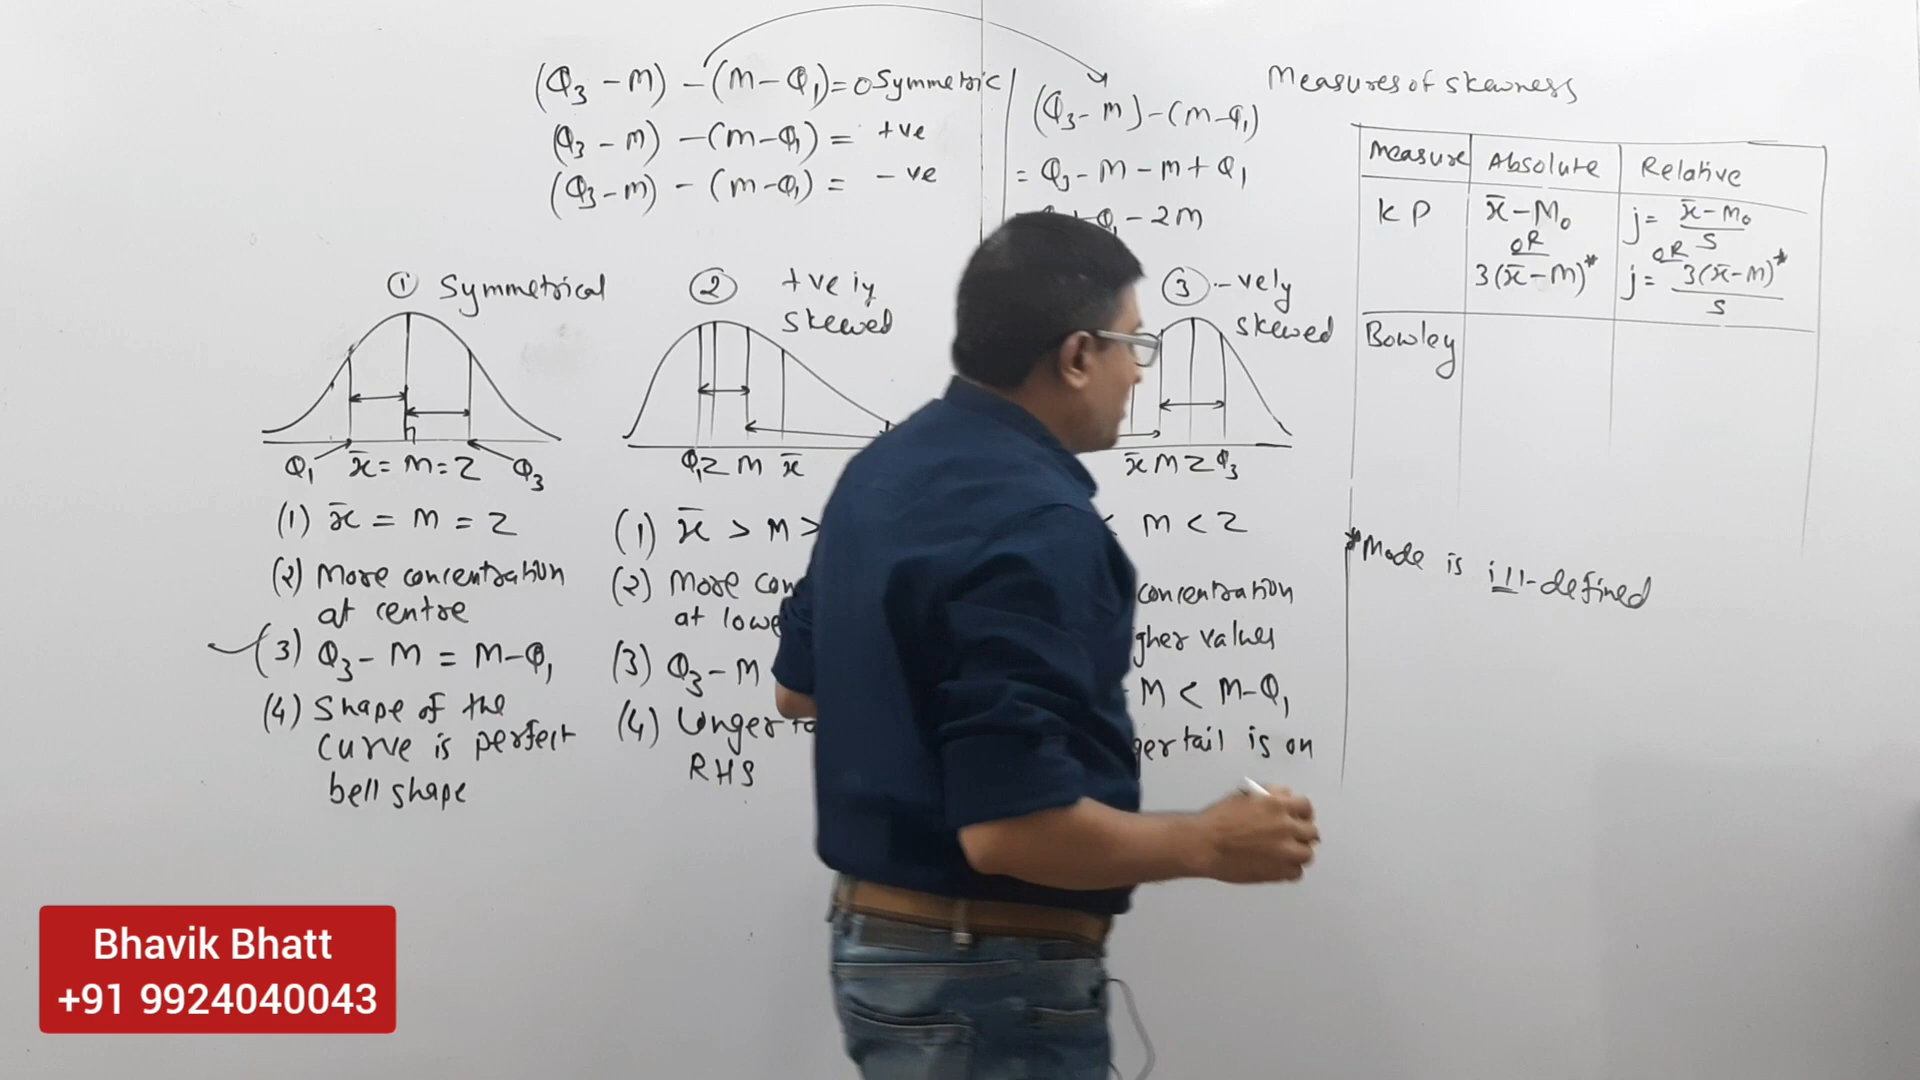 (Q3 - M) - (M - Q1) = 0 Symmetric
(Q3 - M) - (M - Q1) = +ve
(Q3 - M) - (M - Q1) = -ve
(Q3 - M) - (M - Q1)
= Q3 - M - M + Q1
Q1 - 2M
Measures of skewness
Measure Absolute Relative
KP x̄ - Mo j = x̄ - Mo / S
OR OR
3(x̄ - M)* j = 3(x̄ - M)* / S
Bowley
*Mode is ill-defined
① Symmetrical
Q1 x̄ = M = Z Q3
(1) x̄ = M = Z
(2) More concentration
at centre
(3) Q3 - M = M - Q1
(4) Shape of the
curve is perfect
bell shape
② +vely
skewed
Q1 Z M x̄
(1) x̄ > M >
(2) More
at
(3) Q3 - M
(4) Longer
RHS
③ -vely
skewed
x̄ M Z Q3
M < Z
concentration
values
M < M - Q1
tail is on
Bhavik Bhatt
+91 9924040043